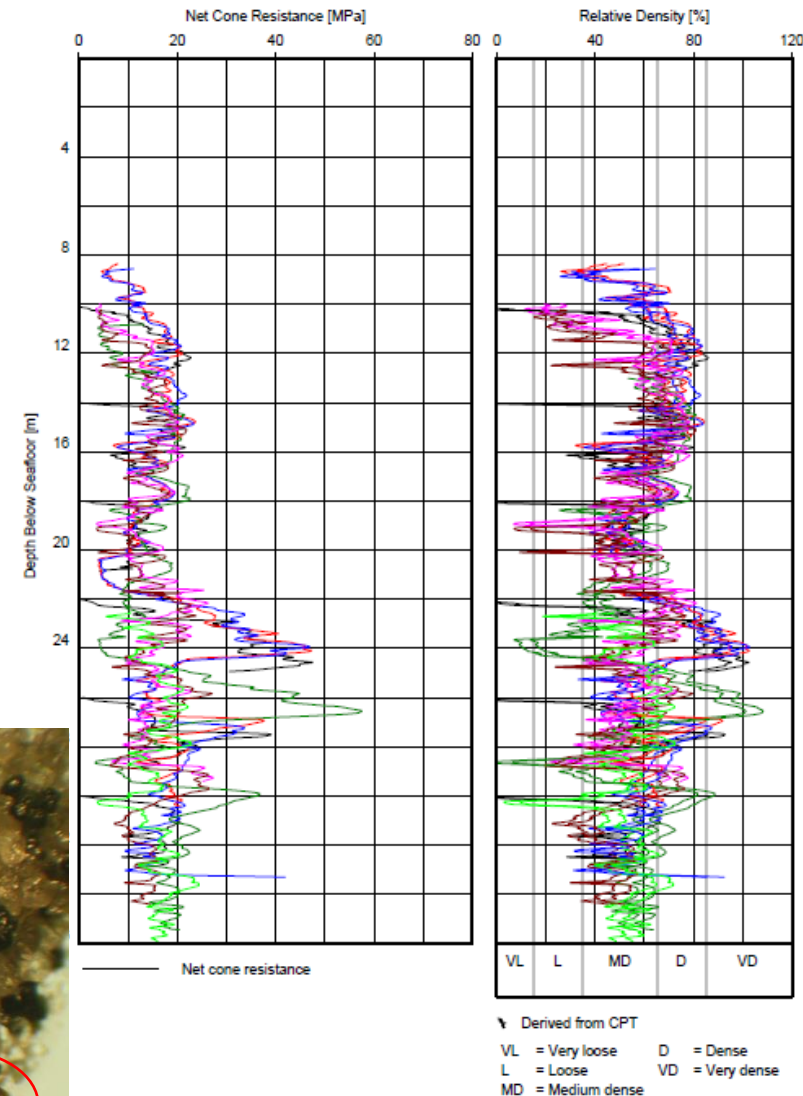 Net Cone Resistance [MPa]
0 20 40 60 80
Relative Density [%]
0 40 80 120
Depth Below Seafloor [m]
4
8
12
16
20
24
Net cone resistance
VL L MD D VD
Derived from CPT
VL = Very loose D = Dense
L = Loose VD = Very dense
MD = Medium dense